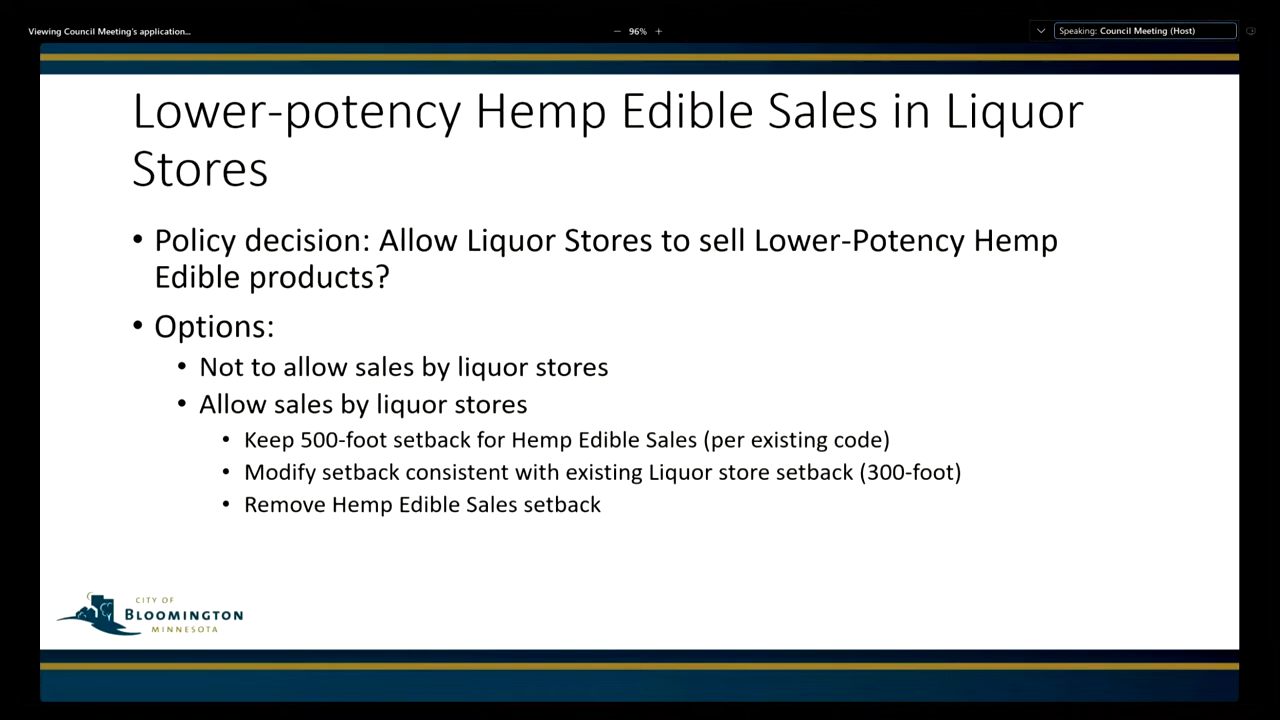 Viewing Council Meeting's application...
96%
Speaking: Council Meeting (Host)
Lower-potency Hemp Edible Sales in Liquor
Stores
• Policy decision: Allow Liquor Stores to sell Lower-Potency Hemp
Edible products?
• Options:
• Not to allow sales by liquor stores
• Allow sales by liquor stores
• Keep 500-foot setback for Hemp Edible Sales (per existing code)
• Modify setback consistent with existing Liquor store setback (300-foot)
• Remove Hemp Edible Sales setback
CITY OF
BLOOMINGTON
MINNESOTA